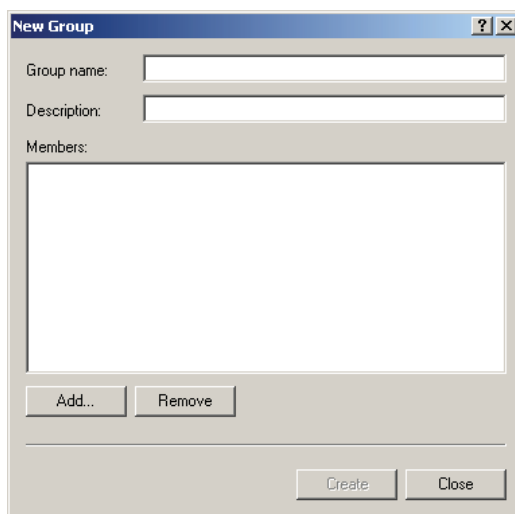 New Group
Group name:
Description:
Members:
Add... Remove
Create Close